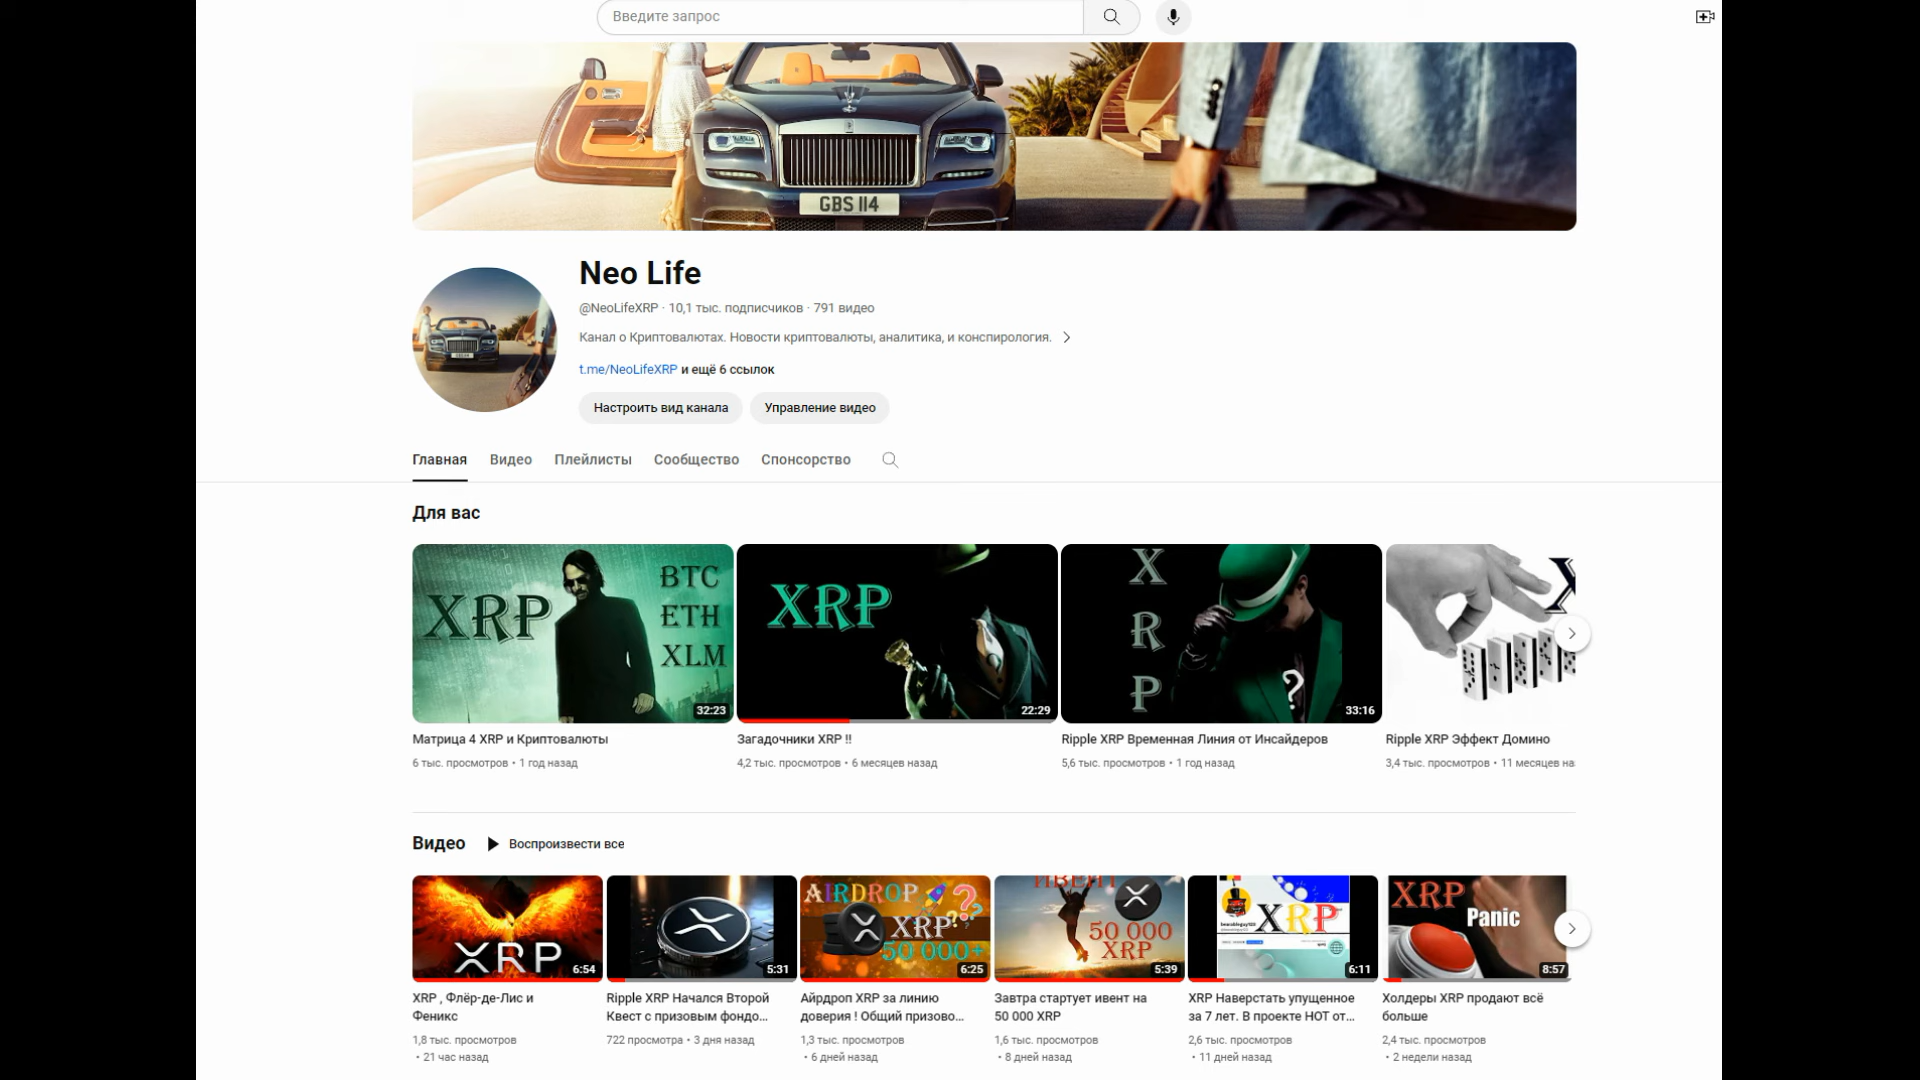 Введите запрос
GBS 114
Neo Life
@NeoLifeXRP · 10,1 тыс. подписчиков · 791 видео
Канал о Криптовалютах. Новости криптовалюты, аналитика, и конспирология.
t.me/NeoLifeXRP и ещё 6 ссылок
Настроить вид канала Управление видео
Главная Видео Плейлисты Сообщество Спонсорство
Для вас
XRP
BTC
ETH
XLM
32:23
XRP
22:29
X
R
P
?
33:16
X
Матрица 4 XRP и Криптовалюты
6 тыс. просмотров • 1 год назад
Загадочники XRP !!
4,2 тыс. просмотров • 6 месяцев назад
Ripple XRP Временная Линия от Инсайдеров
5,6 тыс. просмотров • 1 год назад
Ripple XRP Эффект Домино
3,4 тыс. просмотров • 11 месяцев на
Видео Воспроизвести все
XRP
6:54
5:31
AIRDROP ??
XRP?
50 000+
6:25
ИВЕНТ
50 000
XRP
5:39
XRP
6:11
XRP
Panic
8:57
XRP , Флёр-де-Лис и
Феникс
1,8 тыс. просмотров
• 21 час назад
Ripple XRP Начался Второй
Квест с призовым фондо...
722 просмотра • 3 дня назад
Айрдроп XRP за линию
доверия ! Общий призово...
1,3 тыс. просмотров
• 6 дней назад
Завтра стартует ивент на
50 000 XRP
1,6 тыс. просмотров
• 8 дней назад
XRP Наверстать упущенное
за 7 лет. В проекте НОТ от...
2,6 тыс. просмотров
• 11 дней назад
Холдеры XRP продают всё
больше
2,4 тыс. просмотров
• 2 недели назад